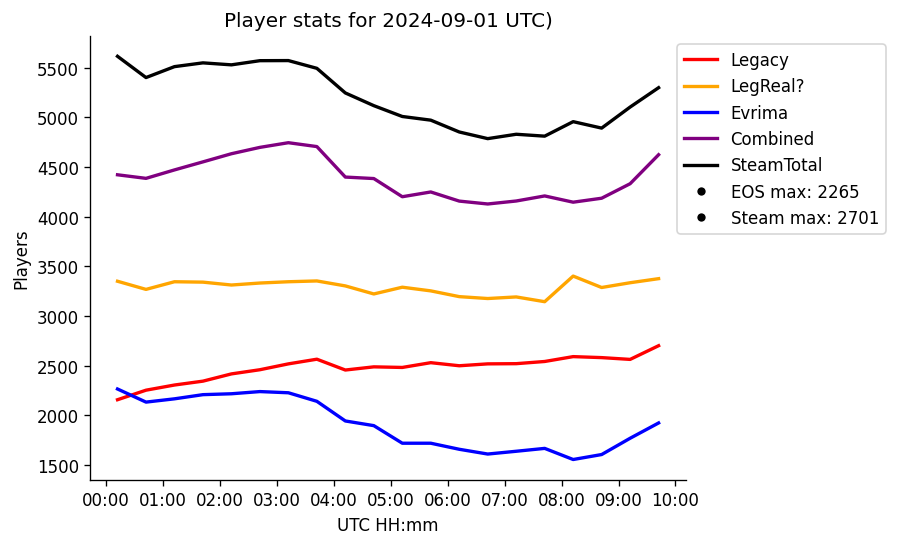 Player stats for 2024-09-01 UTC)
Legacy
LegReal?
Evrima
Combined
SteamTotal
EOS max: 2265
Steam max: 2701
Players
5500
5000
4500
4000
3500
3000
2500
2000
1500
00:00 01:00 02:00 03:00 04:00 05:00 06:00 07:00 08:00 09:00 10:00
UTC HH:mm